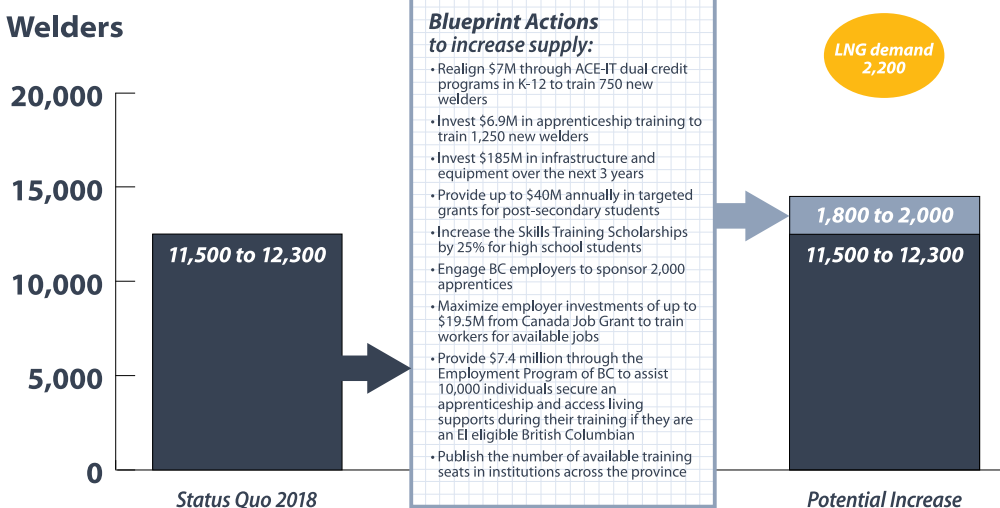 Welders
20,000
15,000
10,000
5,000
0
11,500 to 12,300
Status Quo 2018
Blueprint Actions
to increase supply:
• Realign $7M through ACE-IT dual credit
programs in K-12 to train 750 new
welders
• Invest $6.9M in apprenticeship training to
train 1,250 new welders
• Invest $185M in infrastructure and
equipment over the next 3 years
• Provide up to $40M annually in targeted
grants for post-secondary students
• Increase the Skills Training Scholarships
by 25% for high school students
• Engage BC employers to sponsor 2,000
apprentices
• Maximize employer investments of up to
$19.5M from Canada Job Grant to train
workers for available jobs
• Provide $7.4 million through the
Employment Program of BC to assist
10,000 individuals secure an
apprenticeship and access living
supports during their training if they are
an EI eligible British Columbian
• Publish the number of available training
seats in institutions across the province
LNG demand
2,200
1,800 to 2,000
11,500 to 12,300
Potential Increase